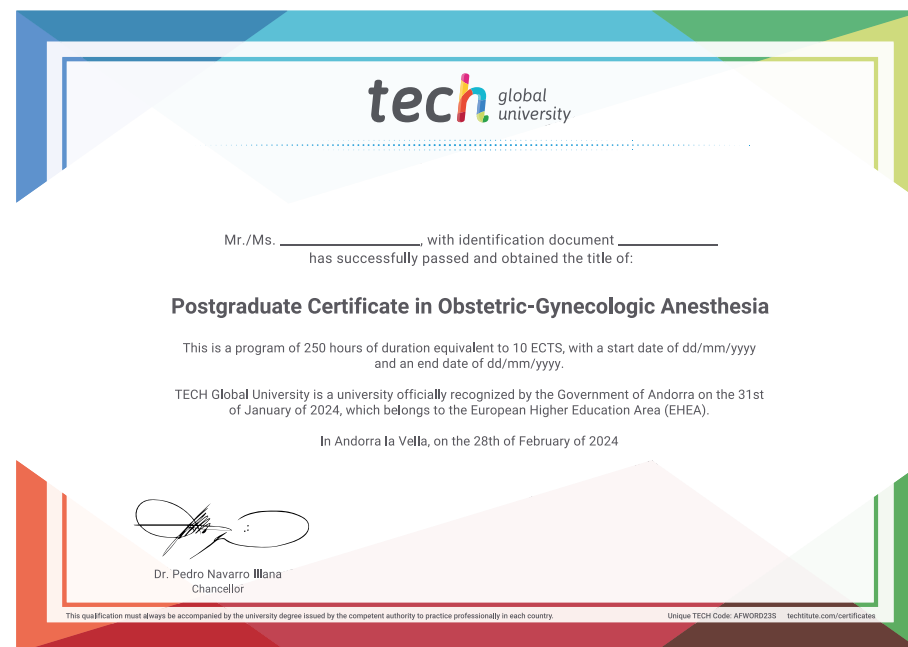 tech global university
Mr./Ms. ____________________, with identification document ______________
has successfully passed and obtained the title of:
Postgraduate Certificate in Obstetric-Gynecologic Anesthesia
This is a program of 250 hours of duration equivalent to 10 ECTS, with a start date of dd/mm/yyyy
and an end date of dd/mm/yyyy.
TECH Global University is a university officially recognized by the Government of Andorra on the 31st
of January of 2024, which belongs to the European Higher Education Area (EHEA).
In Andorra la Vella, on the 28th of February of 2024
Dr. Pedro Navarro Illana
Chancellor
This qualification must always be accompanied by the university degree issued by the competent authority to practice professionally in each country. Unique TECH Code: AFWORD23S techtitute.com/certificates